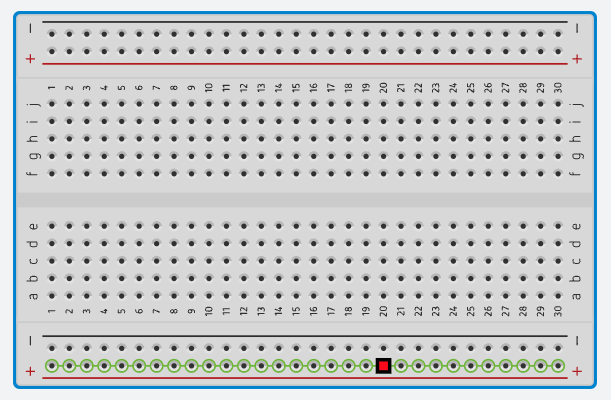 − −
+ +
1 2 3 4 5 6 7 8 9 10 11 12 13 14 15 16 17 18 19 20 21 22 23 24 25 26 27 28 29 30
j j
i i
h h
g g
f f
e e
d d
c c
b b
a a
1 2 3 4 5 6 7 8 9 10 11 12 13 14 15 16 17 18 19 20 21 22 23 24 25 26 27 28 29 30
− −
+ +